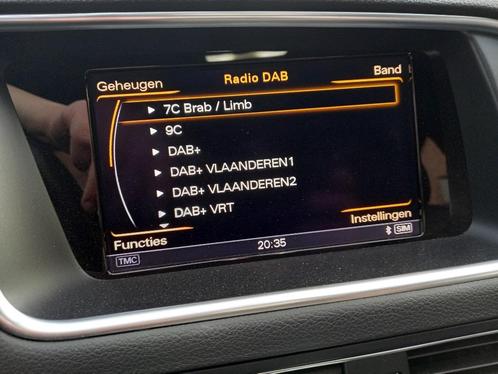 Geheugen
Radio DAB
Band
7C Brab / Limb
9C
DAB+
DAB+ VLAANDEREN1
DAB+ VLAANDEREN2
DAB+ VRT
Functies
Instellingen
TMC
20:35
SIM